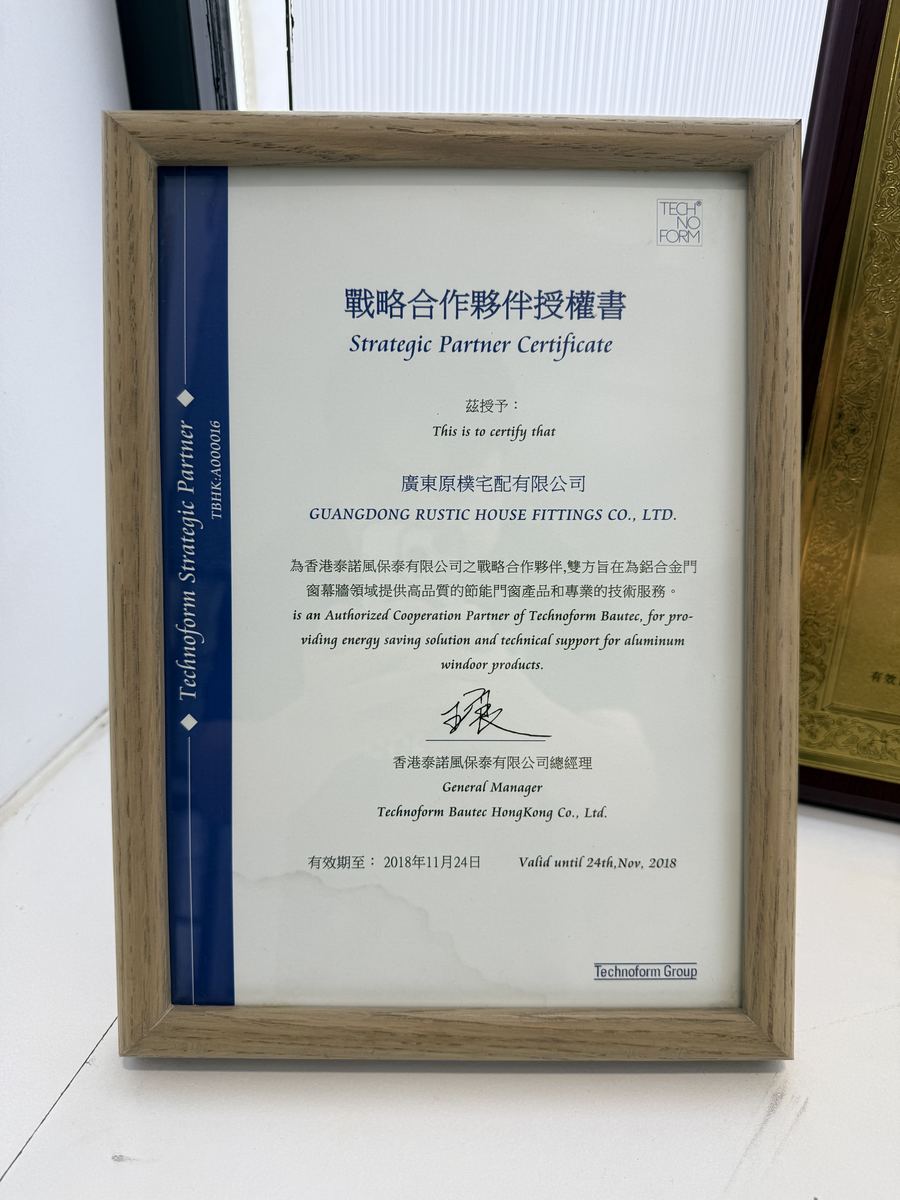 TECH®
NO
FORM
戰略合作夥伴授權書
Strategic Partner Certificate
茲授予：
This is to certify that
廣東原樸宅配有限公司
GUANGDONG RUSTIC HOUSE FITTINGS CO., LTD.
為香港泰諾風保泰有限公司之戰略合作夥伴,雙方旨在為鋁合金門
窗幕牆領域提供高品質的節能門窗產品和專業的技術服務。
is an Authorized Cooperation Partner of Technoform Bautec, for pro-
viding energy saving solution and technical support for aluminum
windoor products.
香港泰諾風保泰有限公司總經理
General Manager
Technoform Bautec HongKong Co., Ltd.
有效期至： 2018年11月24日 Valid until 24th,Nov, 2018
Technoform Group
Technoform Strategic Partner
TBHK:A000016
有效